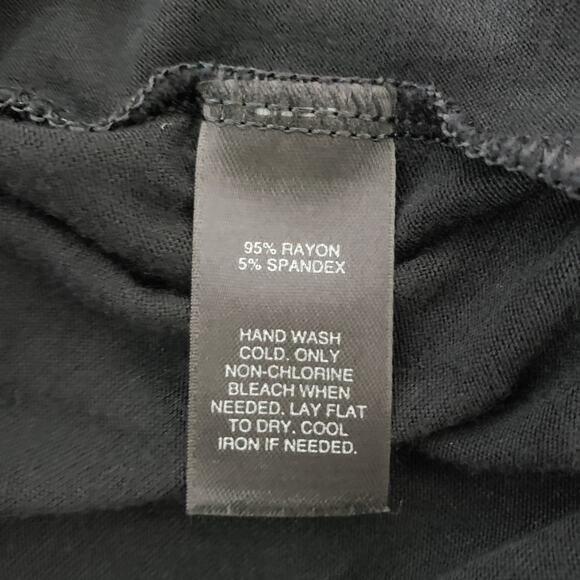 95% RAYON
5% SPANDEX
HAND WASH
COLD. ONLY
NON-CHLORINE
BLEACH WHEN
NEEDED. LAY FLAT
TO DRY. COOL
IRON IF NEEDED.